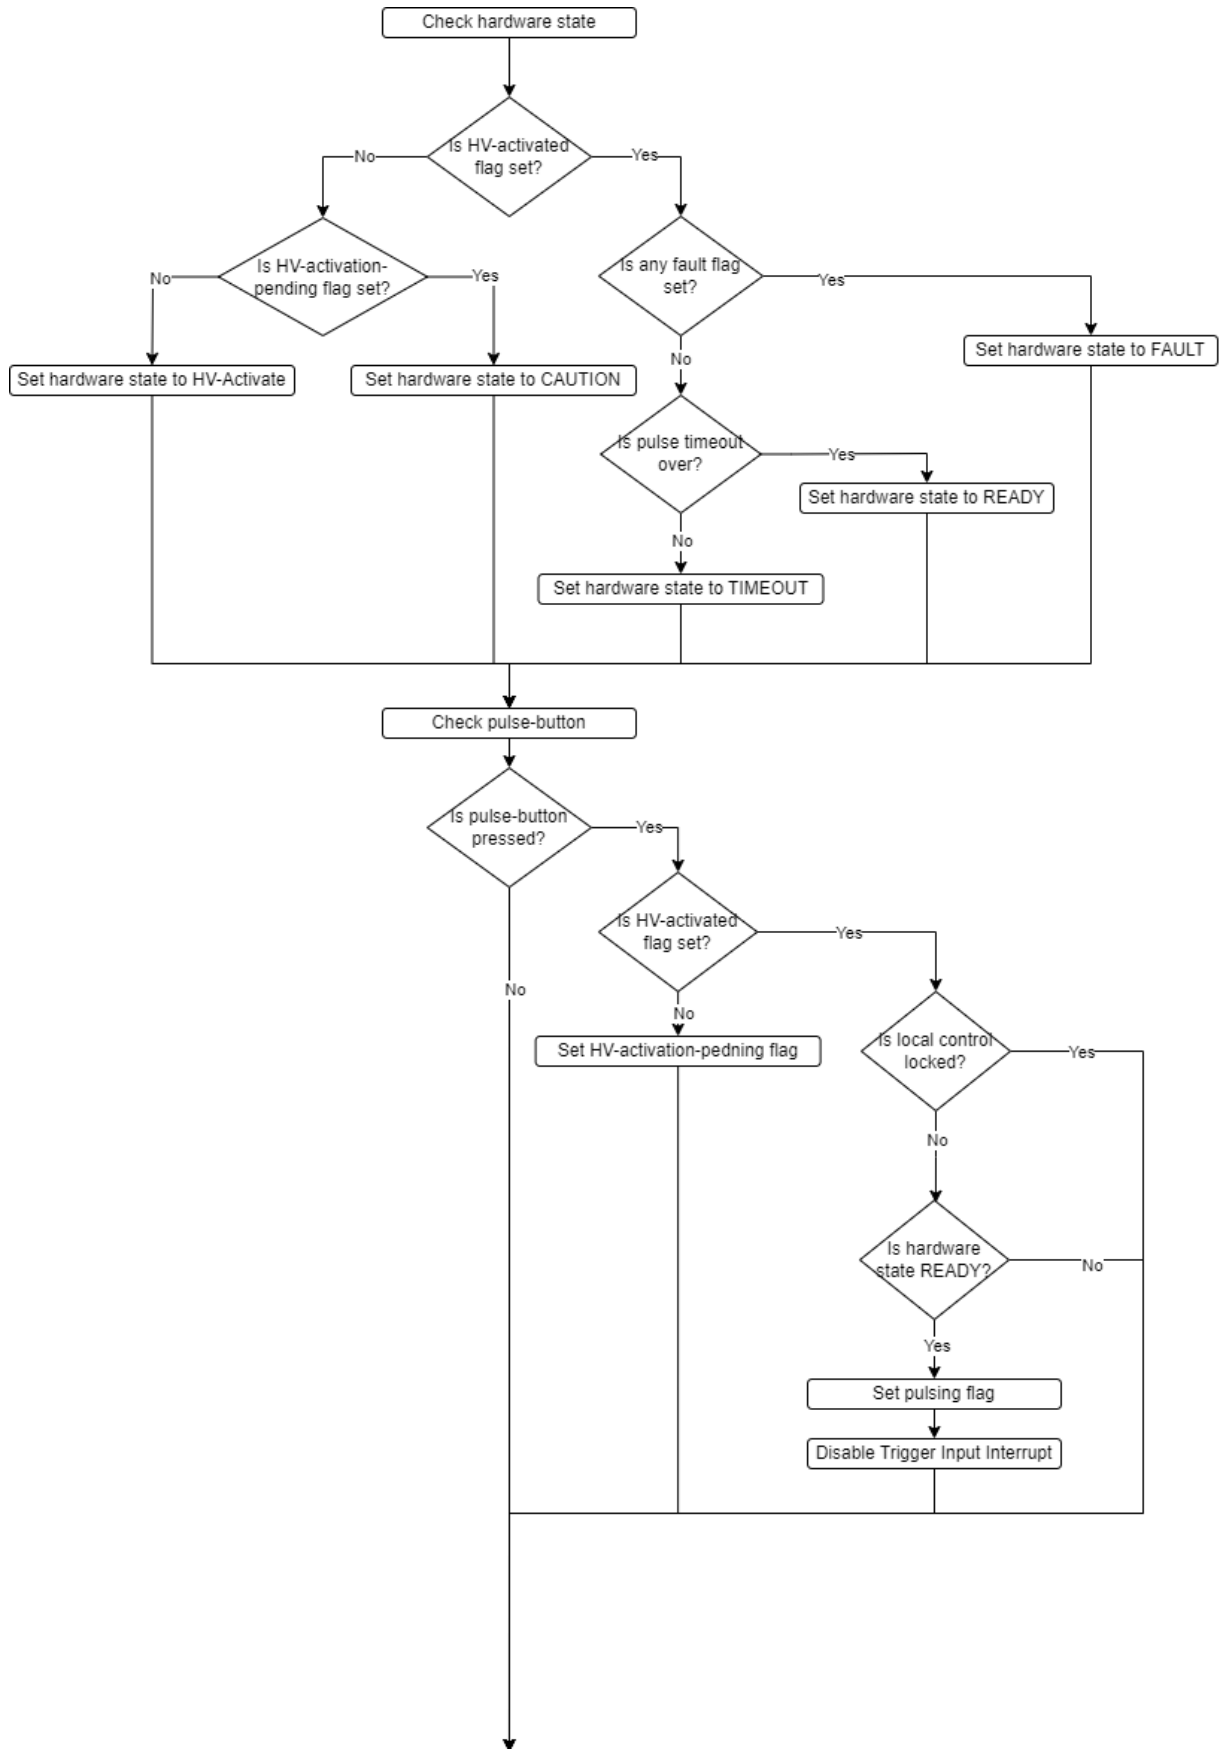 Check hardware state
Is HV-activated
flag set?
No
Yes
Is HV-activation-
pending flag set?
Is any fault flag
set?
No
Yes
Yes
Set hardware state to FAULT
No
Set hardware state to HV-Activate
Set hardware state to CAUTION
Is pulse timeout
over?
Yes
Set hardware state to READY
No
Set hardware state to TIMEOUT
Check pulse-button
Is pulse-button
pressed?
Yes
Is HV-activated
flag set?
Yes
No
No
Set HV-activation-pedning flag
Is local control
locked?
Yes
No
Is hardware
state READY?
No
Yes
Set pulsing flag
Disable Trigger Input Interrupt